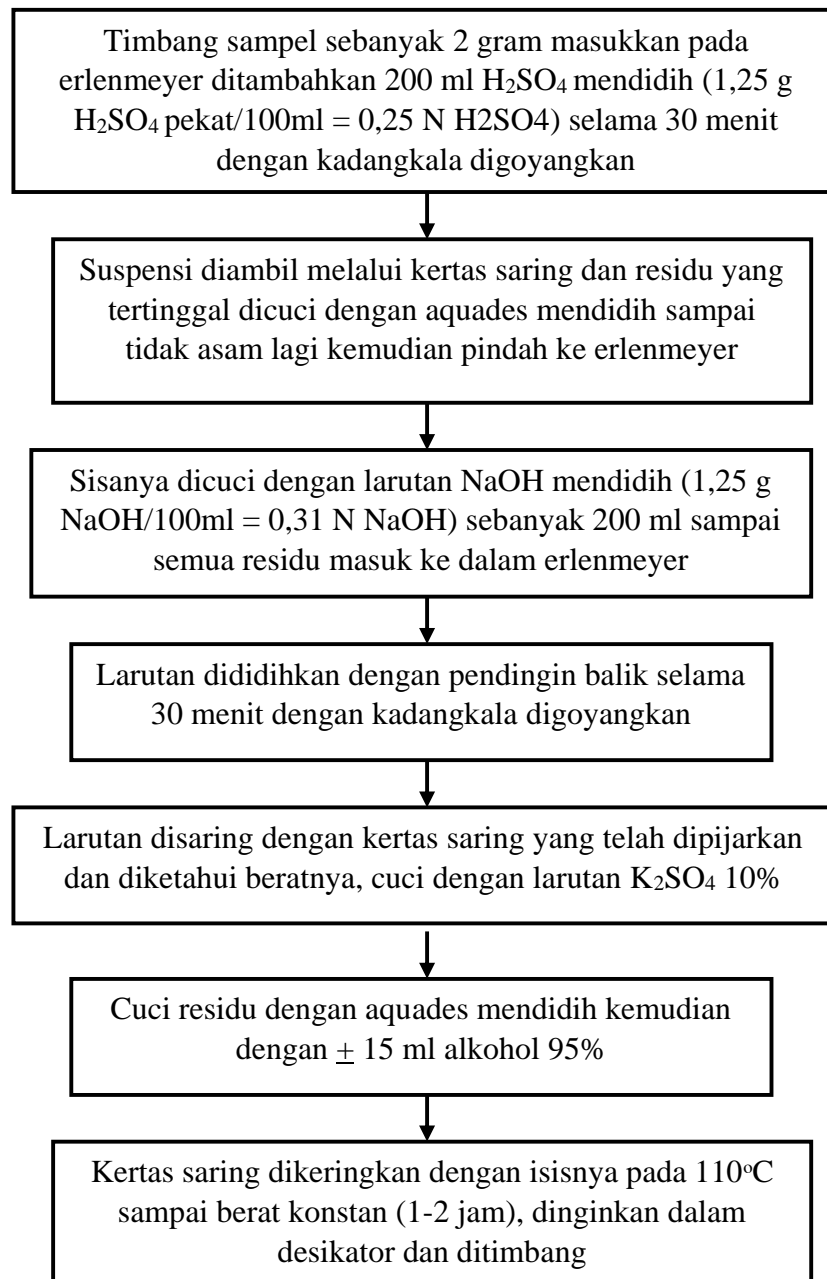 Timbang sampel sebanyak 2 gram masukkan pada
erlenmeyer ditambahkan 200 ml H₂SO₄ mendidih (1,25 g
H₂SO₄ pekat/100ml = 0,25 N H2SO4) selama 30 menit
dengan kadangkala digoyangkan
Suspensi diambil melalui kertas saring dan residu yang
tertinggal dicuci dengan aquades mendidih sampai
tidak asam lagi kemudian pindah ke erlenmeyer
Sisanya dicuci dengan larutan NaOH mendidih (1,25 g
NaOH/100ml = 0,31 N NaOH) sebanyak 200 ml sampai
semua residu masuk ke dalam erlenmeyer
Larutan dididihkan dengan pendingin balik selama
30 menit dengan kadangkala digoyangkan
Larutan disaring dengan kertas saring yang telah dipijarkan
dan diketahui beratnya, cuci dengan larutan K₂SO₄ 10%
Cuci residu dengan aquades mendidih kemudian
dengan ± 15 ml alkohol 95%
Kertas saring dikeringkan dengan isisnya pada 110°C
sampai berat konstan (1-2 jam), dinginkan dalam
desikator dan ditimbang